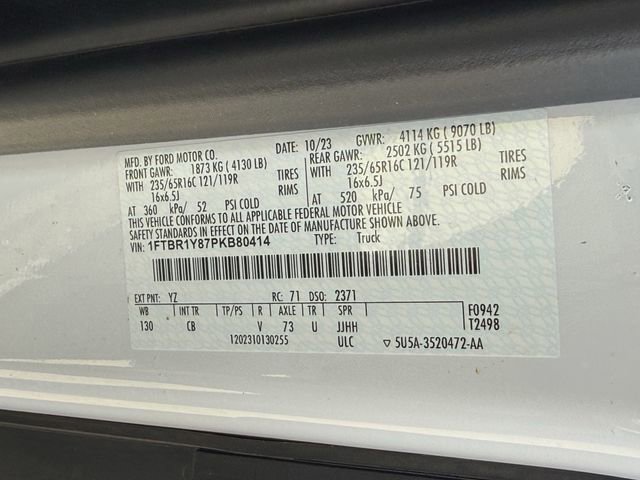 MFD. BY FORD MOTOR CO. DATE: 10/23 GVWR: 4114 KG ( 9070 LB)
FRONT GAWR: 1873 KG ( 4130 LB) REAR GAWR: 2502 KG ( 5515 LB)
WITH 235/65R16C 121/119R TIRES WITH 235/65R16C 121/119R TIRES
16x6.5J RIMS 16x6.5J RIMS
AT 360 kPa/ 52 PSI COLD AT 520 kPa/ 75 PSI COLD
THIS VEHICLE CONFORMS TO ALL APPLICABLE FEDERAL MOTOR VEHICLE
SAFETY STANDARDS IN EFFECT ON THE DATE OF MANUFACTURE SHOWN ABOVE.
VIN: 1FTBR1Y87PKB80414 TYPE: Truck
EXT PNT: YZ RC: 71 DSO: 2371
WB INT TR TP/PS R AXLE TR SPR F0942
130 CB V 73 U JJHH T2498
1202310130255 ULC ▽ 5U5A-3520472-AA